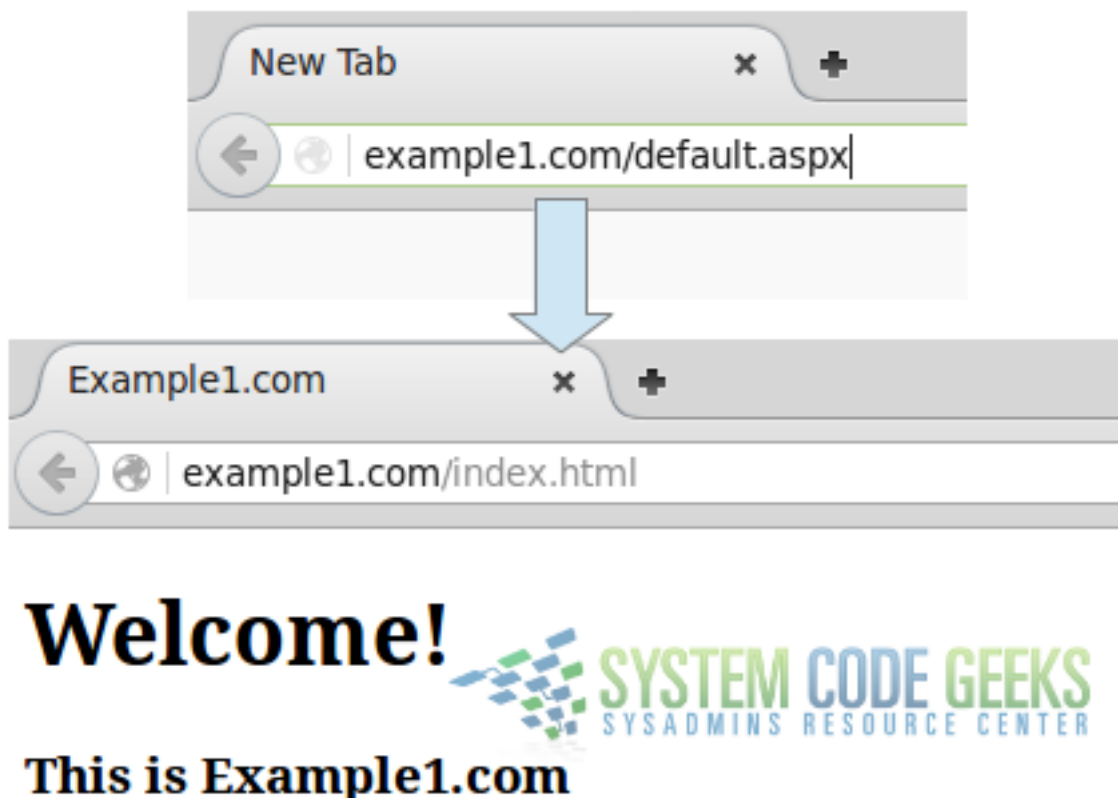 New Tab
example1.com/default.aspx
Example1.com
example1.com/index.html
Welcome!
SYSTEM CODE GEEKS
SYSADMINS RESOURCE CENTER
This is Example1.com